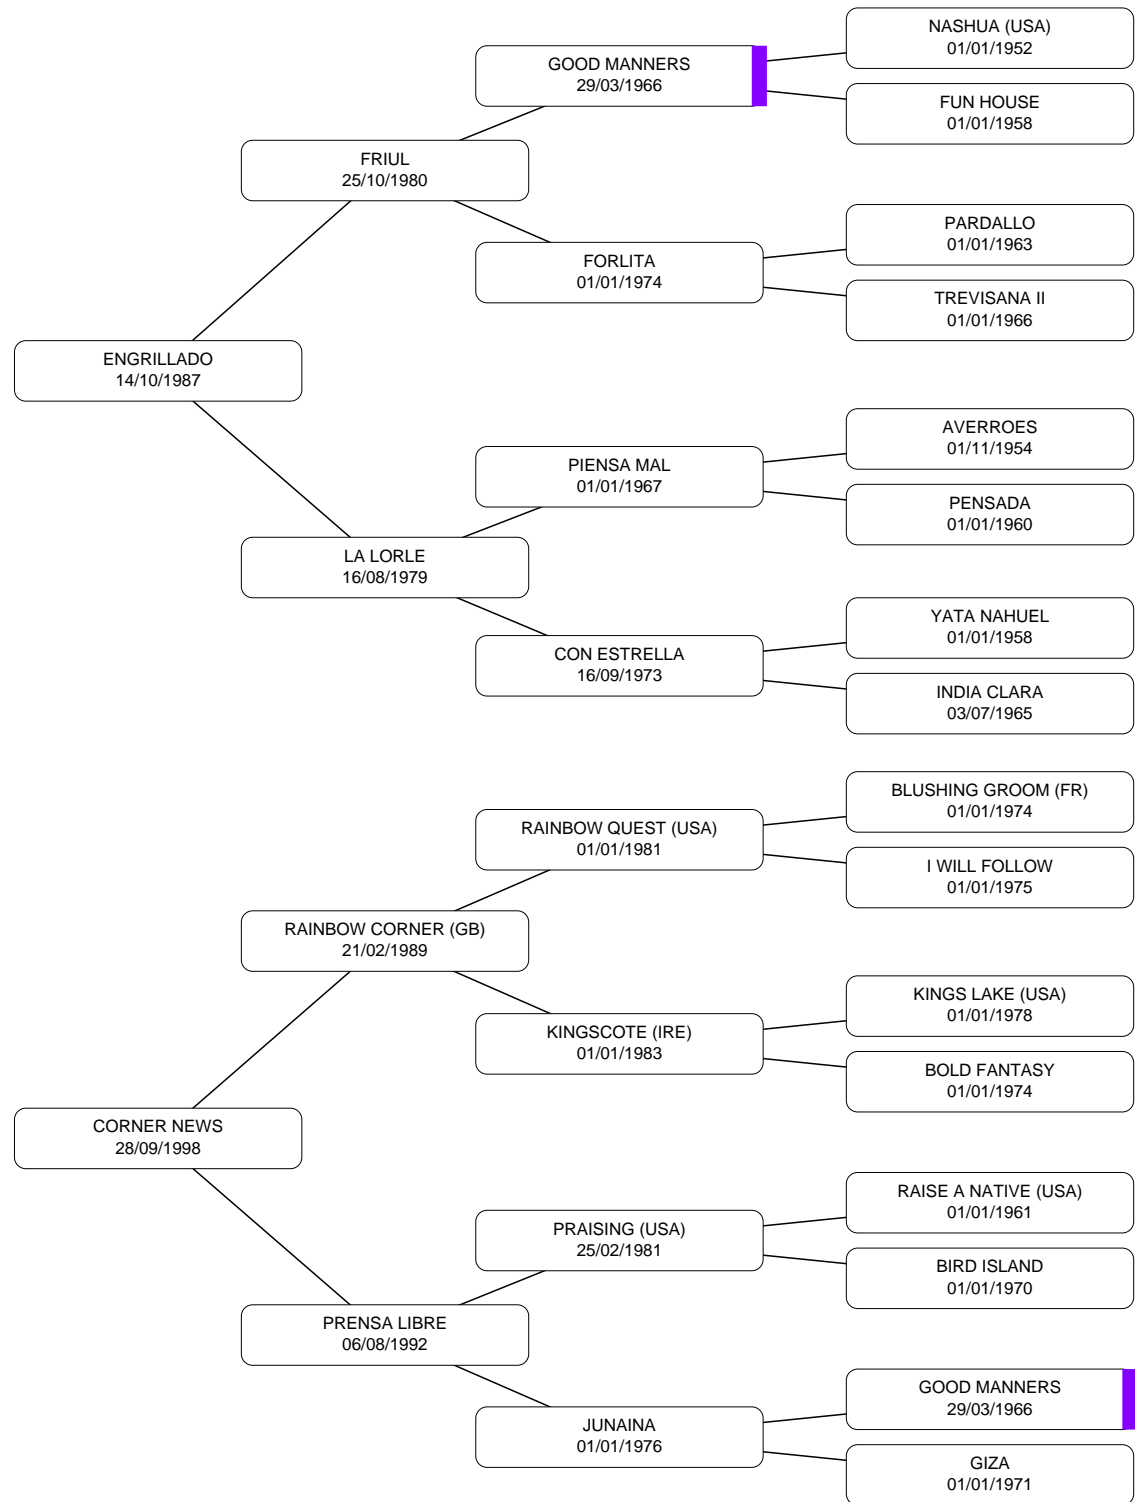 NASHUA (USA)
01/01/1952
GOOD MANNERS
29/03/1966
FUN HOUSE
01/01/1958
FRIUL
25/10/1980
PARDALLO
01/01/1963
FORLITA
01/01/1974
TREVISANA II
01/01/1966
ENGRILLADO
14/10/1987
AVERROES
01/11/1954
PIENSA MAL
01/01/1967
PENSADA
01/01/1960
LA LORLE
16/08/1979
YATA NAHUEL
01/01/1958
CON ESTRELLA
16/09/1973
INDIA CLARA
03/07/1965
BLUSHING GROOM (FR)
01/01/1974
RAINBOW QUEST (USA)
01/01/1981
I WILL FOLLOW
01/01/1975
RAINBOW CORNER (GB)
21/02/1989
KINGS LAKE (USA)
01/01/1978
KINGSCOTE (IRE)
01/01/1983
BOLD FANTASY
01/01/1974
CORNER NEWS
28/09/1998
RAISE A NATIVE (USA)
01/01/1961
PRAISING (USA)
25/02/1981
BIRD ISLAND
01/01/1970
PRENSA LIBRE
06/08/1992
GOOD MANNERS
29/03/1966
JUNAINA
01/01/1976
GIZA
01/01/1971